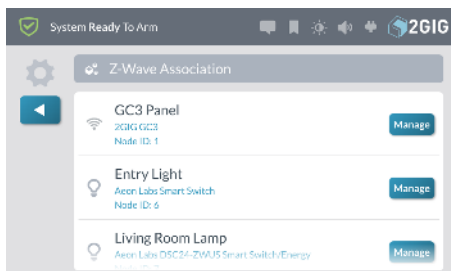 System Ready To Arm
2GIG
Z-Wave Association
GC3 Panel
2GIG GC3
Node ID: 1
Manage
Entry Light
Aeon Labs Smart Switch
Node ID: 6
Manage
Living Room Lamp
Aeon Labs DSC24-ZWUS Smart Switch/Energy
Manage